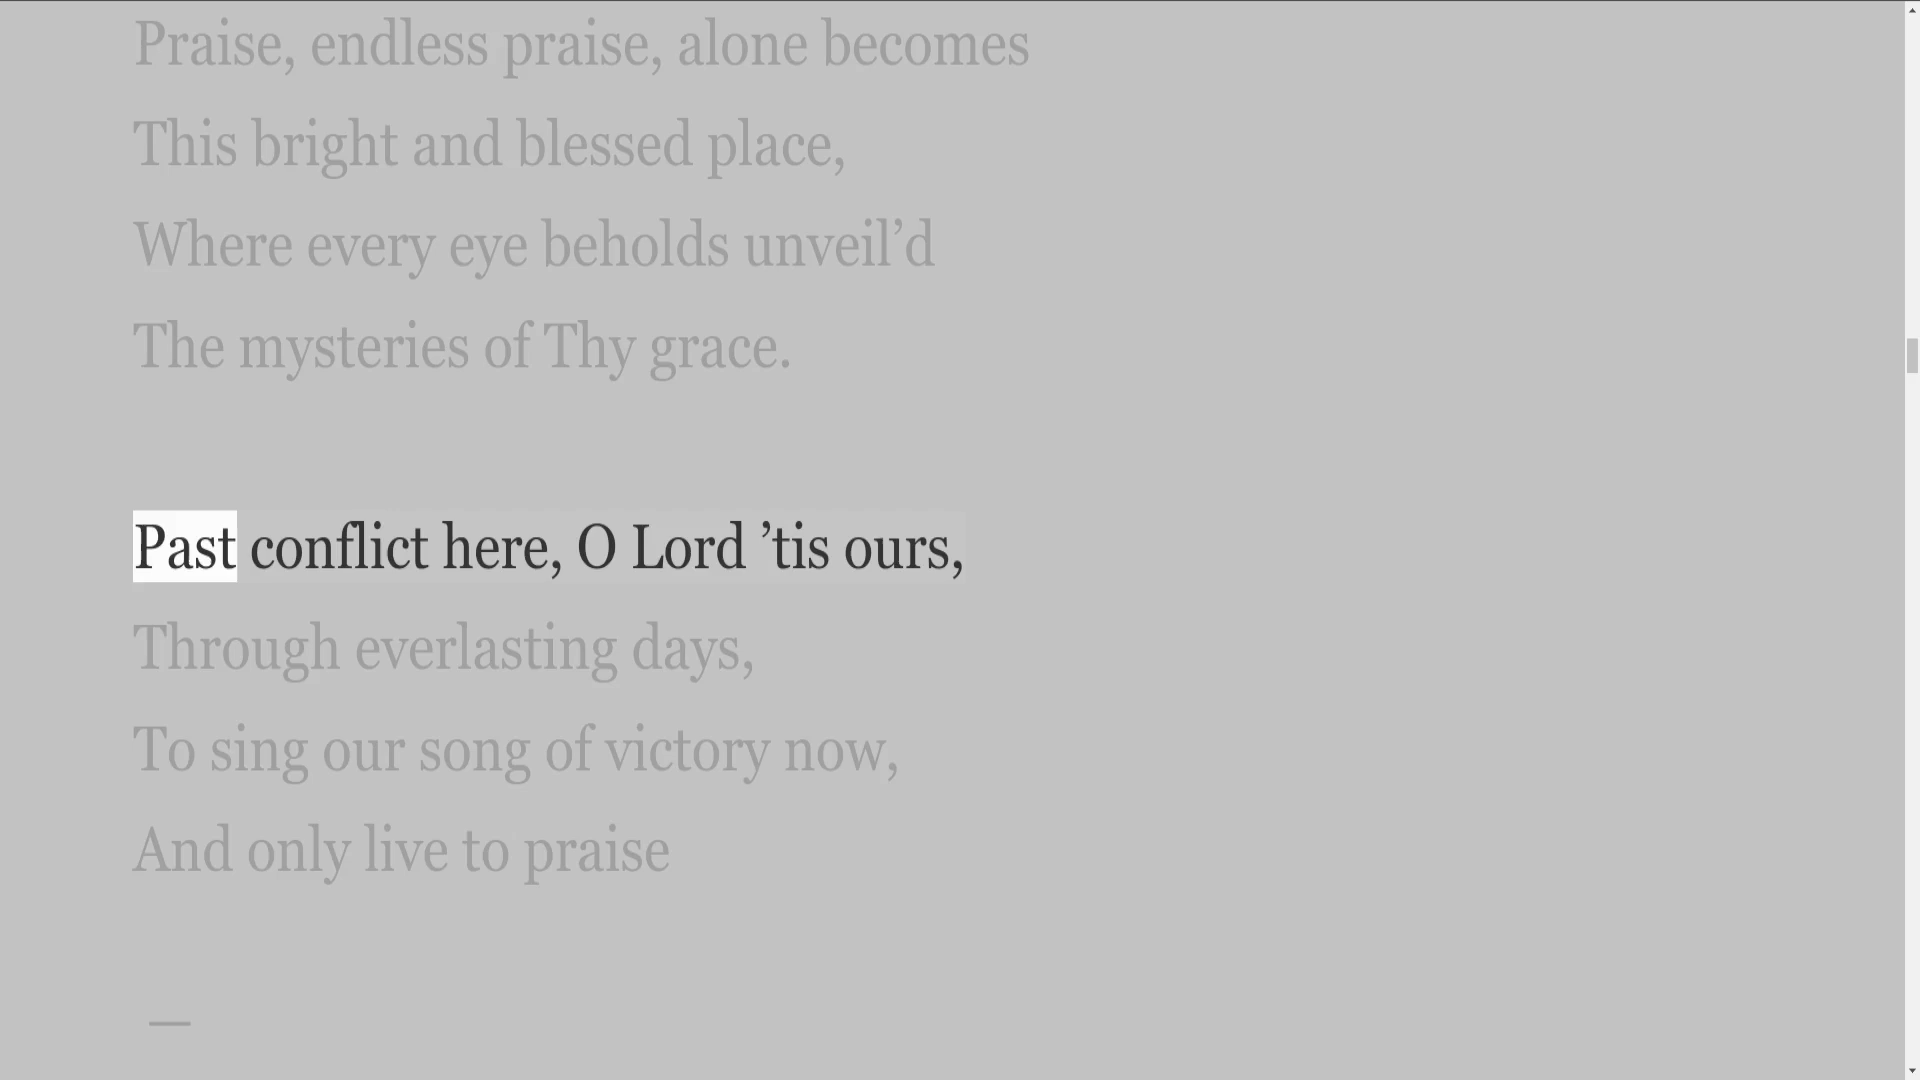 Praise, endless praise, alone becomes
This bright and blessed place,
Where every eye beholds unveil’d
The mysteries of Thy grace.
Past conflict here, O Lord ’tis ours,
Through everlasting days,
To sing our song of victory now,
And only live to praise
—